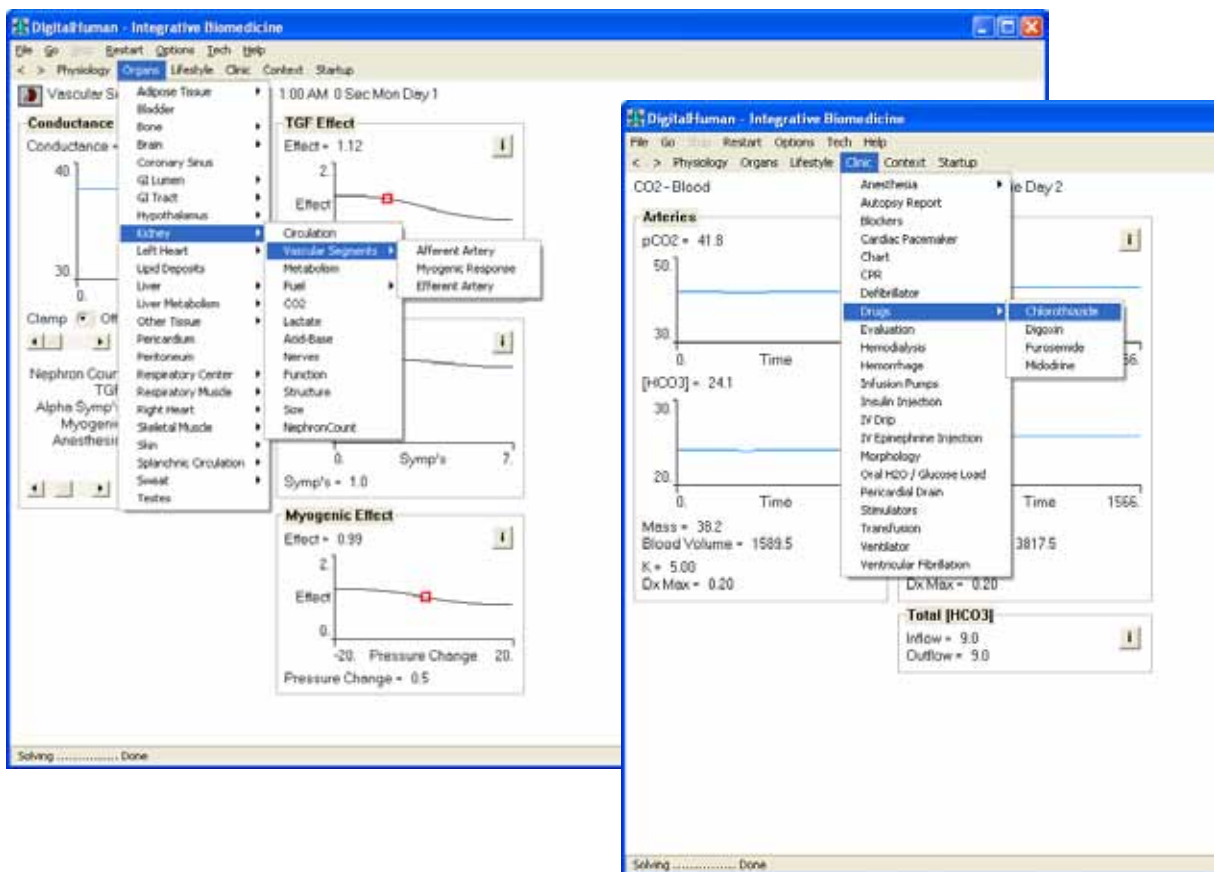 DigitalHuman - Integrative Biomedicine
File Go Stop Restart Options Tech Help
< > Physiology Organs Lifestyle Clinic Context Startup
Vascular 1:00 AM 0 Sec Mon Day 1
Conductance
Conductance =
40
30
0.
Clamp Off
Nephron Coun
TGF
Alpha Symp's
Myogeni
Anesthesi
Adipose Tissue
Bladder
Bone
Brain
Coronary Sinus
GI Lumen
GI Tract
Hypothalamus
Kidney
Left Heart
Lipid Deposits
Liver
Liver Metabolism
Other Tissue
Pericardium
Peritoneum
Respiratory Center
Respiratory Muscle
Right Heart
Skeletal Muscle
Skin
Splanchnic Circulation
Sweat
Testes
Circulation
Vascular Segments
Metabolism
Fuel
CO2
Lactate
Acid-Base
Nerves
Function
Structure
Size
NephronCount
Afferent Artery
Myogenic Response
Efferent Artery
TGF Effect
Effect = 1.12
2.
Effect
0. Symp's 7.
Symp's = 1.0
Myogenic Effect
Effect = 0.99
2.
Effect
0.
-20. Pressure Change 20.
Pressure Change = 0.5
Solving ................ Done
DigitalHuman - Integrative Biomedicine
File Go Stop Restart Options Tech Help
< > Physiology Organs Lifestyle Clinic Context Startup
CO2 - Blood e Day 2
Arteries
pCO2 = 41.8
50.
30.
0. Time 66.
[HCO3] = 24.1
30.
20.
0. Time
Time 1566.
Mass = 38.2
Blood Volume = 1589.5
3817.5
K = 5.00
Dx Max = 0.20
Dx Max = 0.20
Total [HCO3]
Inflow = 9.0
Outflow = 9.0
Anesthesia
Autopsy Report
Blockers
Cardiac Pacemaker
Chart
CPR
Defibrillator
Drugs
Evaluation
Hemodialysis
Hemorrhage
Infusion Pumps
Insulin Injection
IV Drip
IV Epinephrine Injection
Morphology
Oral H2O / Glucose Load
Pericardial Drain
Stimulators
Transfusion
Ventilator
Ventricular Fibrillation
Chlorothiazide
Digoxin
Furosemide
Midodrine
Solving ................ Done